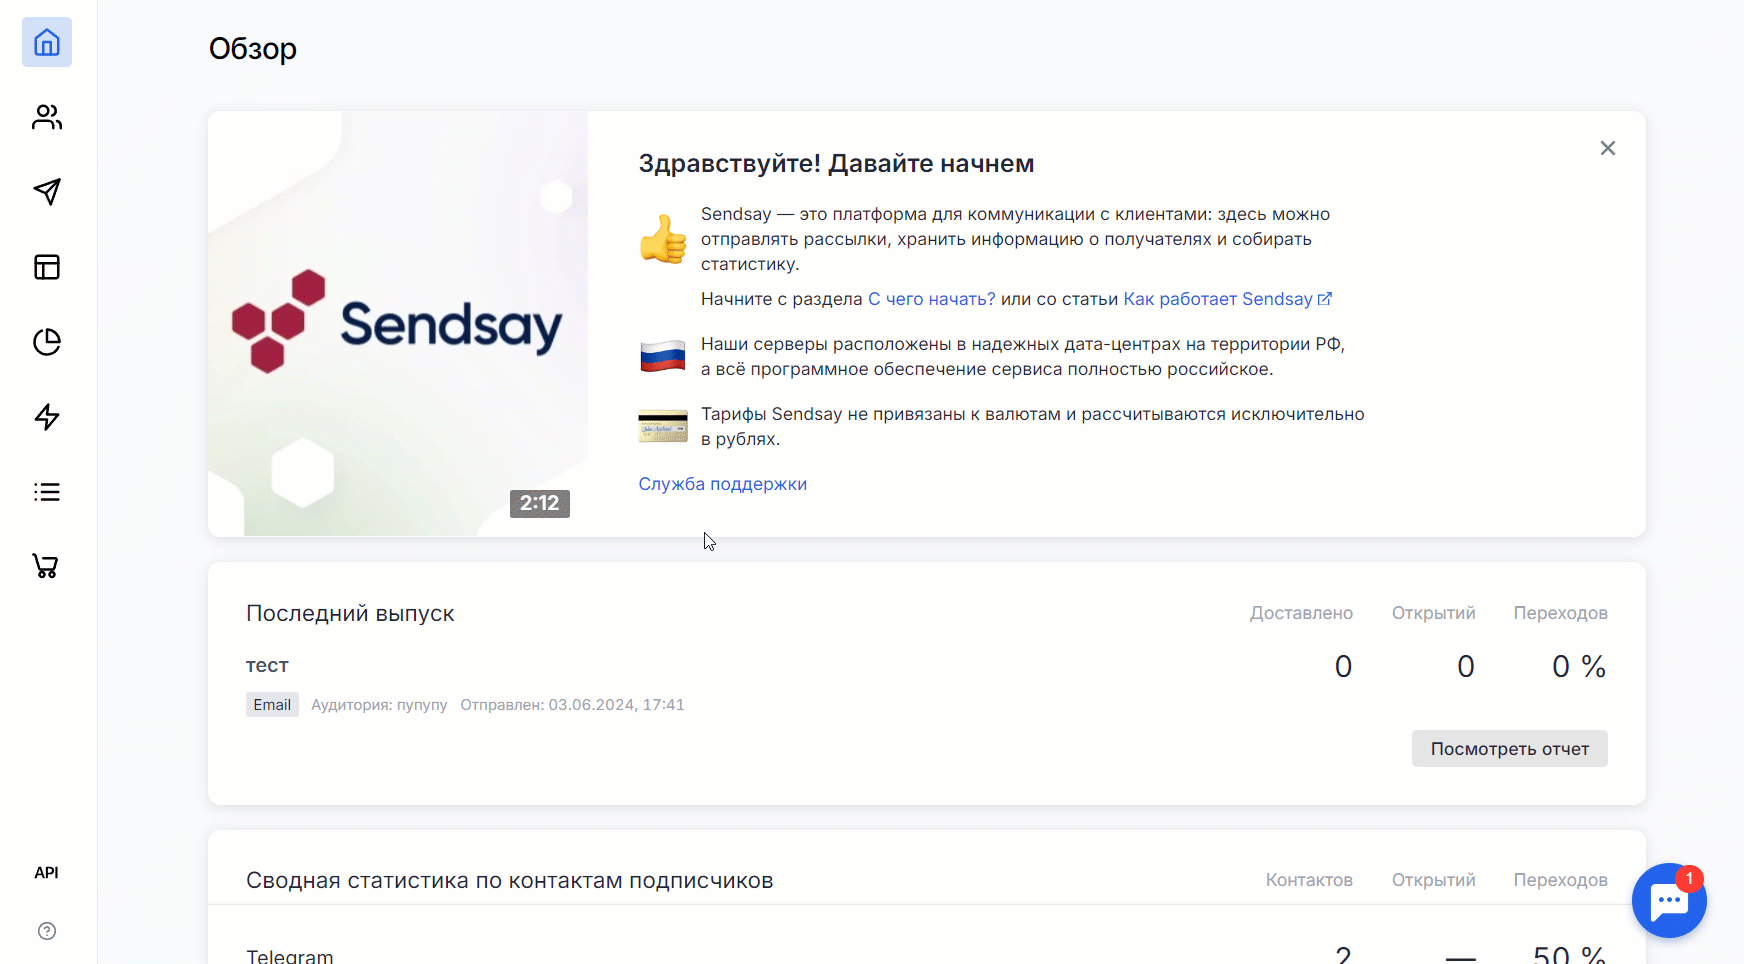 Обзор
Sendsay
2:12
Здравствуйте! Давайте начнем
Sendsay — это платформа для коммуникации с клиентами: здесь можно
отправлять рассылки, хранить информацию о получателях и собирать
статистику.
Начните с раздела С чего начать? или со статьи Как работает Sendsay
Наши серверы расположены в надежных дата-центрах на территории РФ,
а всё программное обеспечение сервиса полностью российское.
Тарифы Sendsay не привязаны к валютам и рассчитываются исключительно
в рублях.
Служба поддержки
Последний выпуск
Доставлено Открытий Переходов
тест
0 0 0 %
Email Аудитория: пупупу Отправлен: 03.06.2024, 17:41
Посмотреть отчет
API
Сводная статистика по контактам подписчиков
Контактов Открытий Переходов
1
Telegram
2 — 50 %